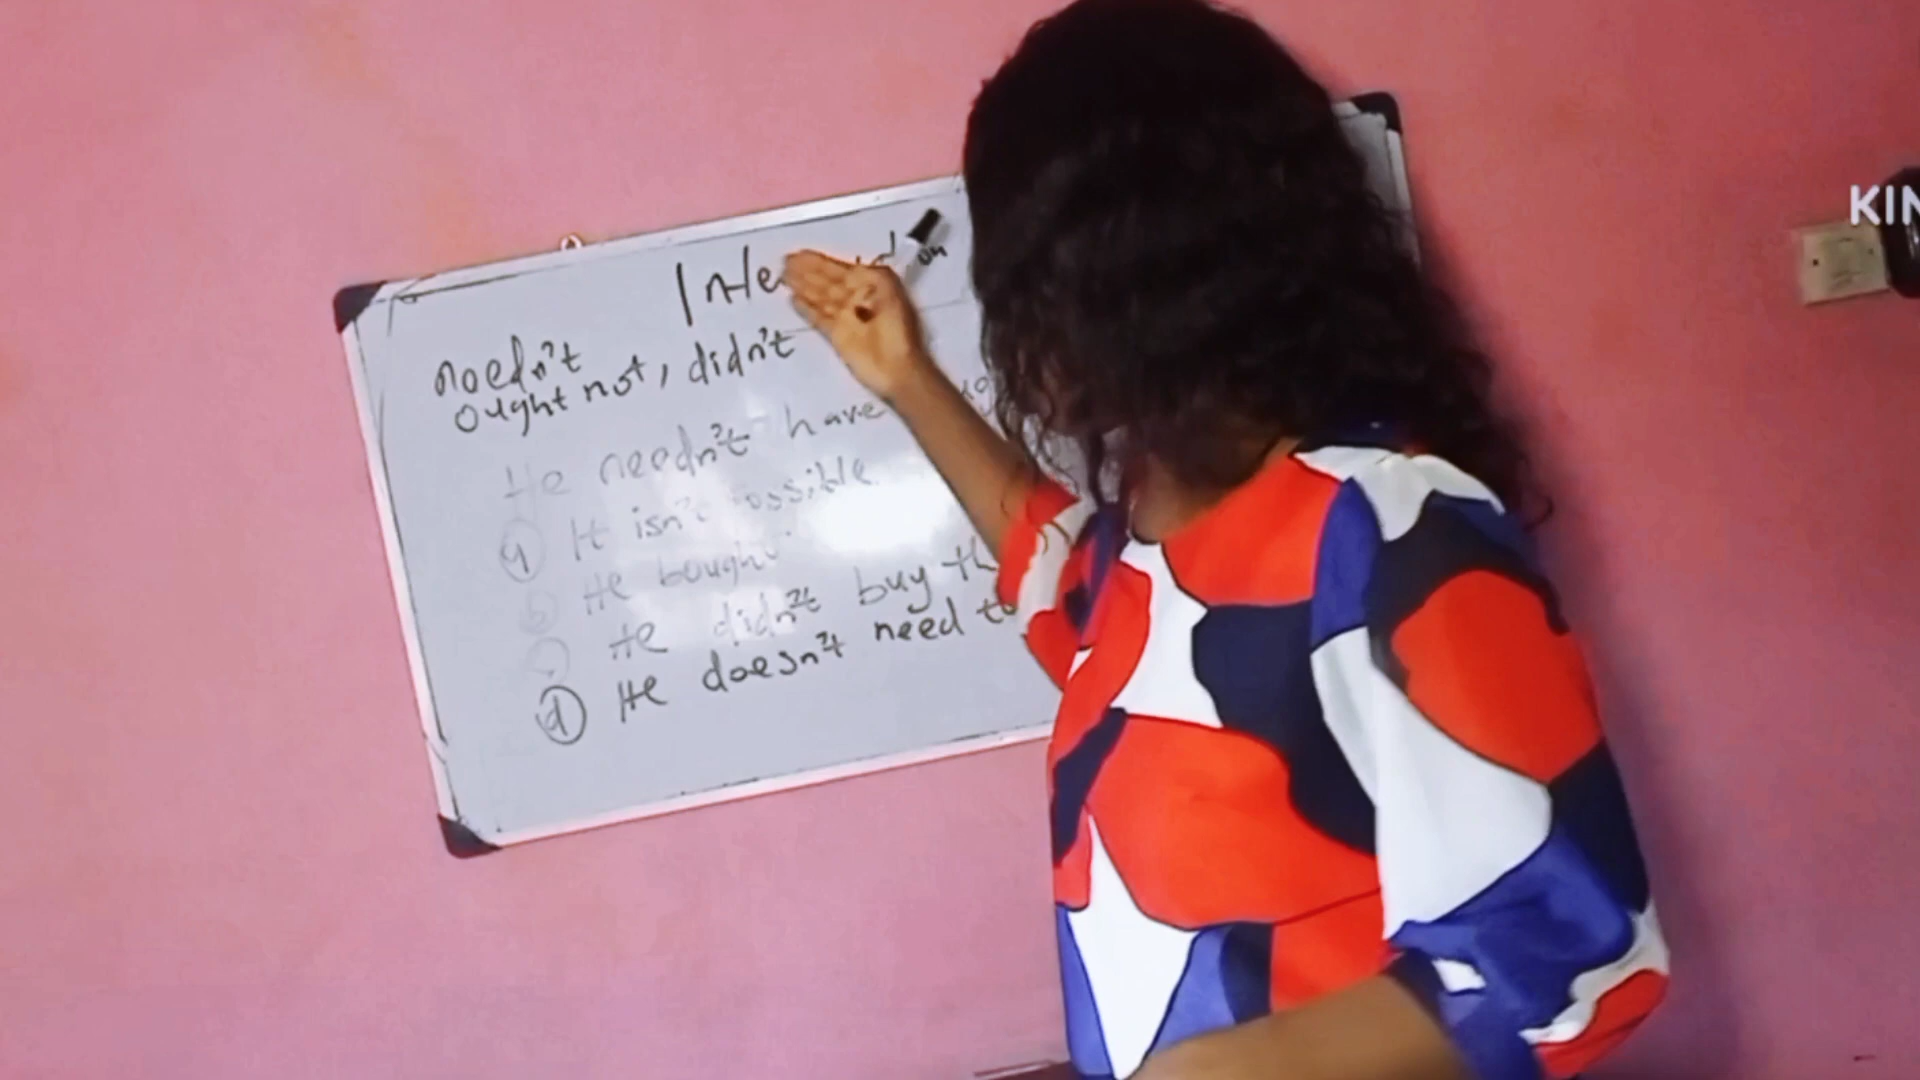 needn't
ought not, didn't
He needn't have
a It isn't possible
b He bought
c He didn't buy
d He doesn't need to
KIN